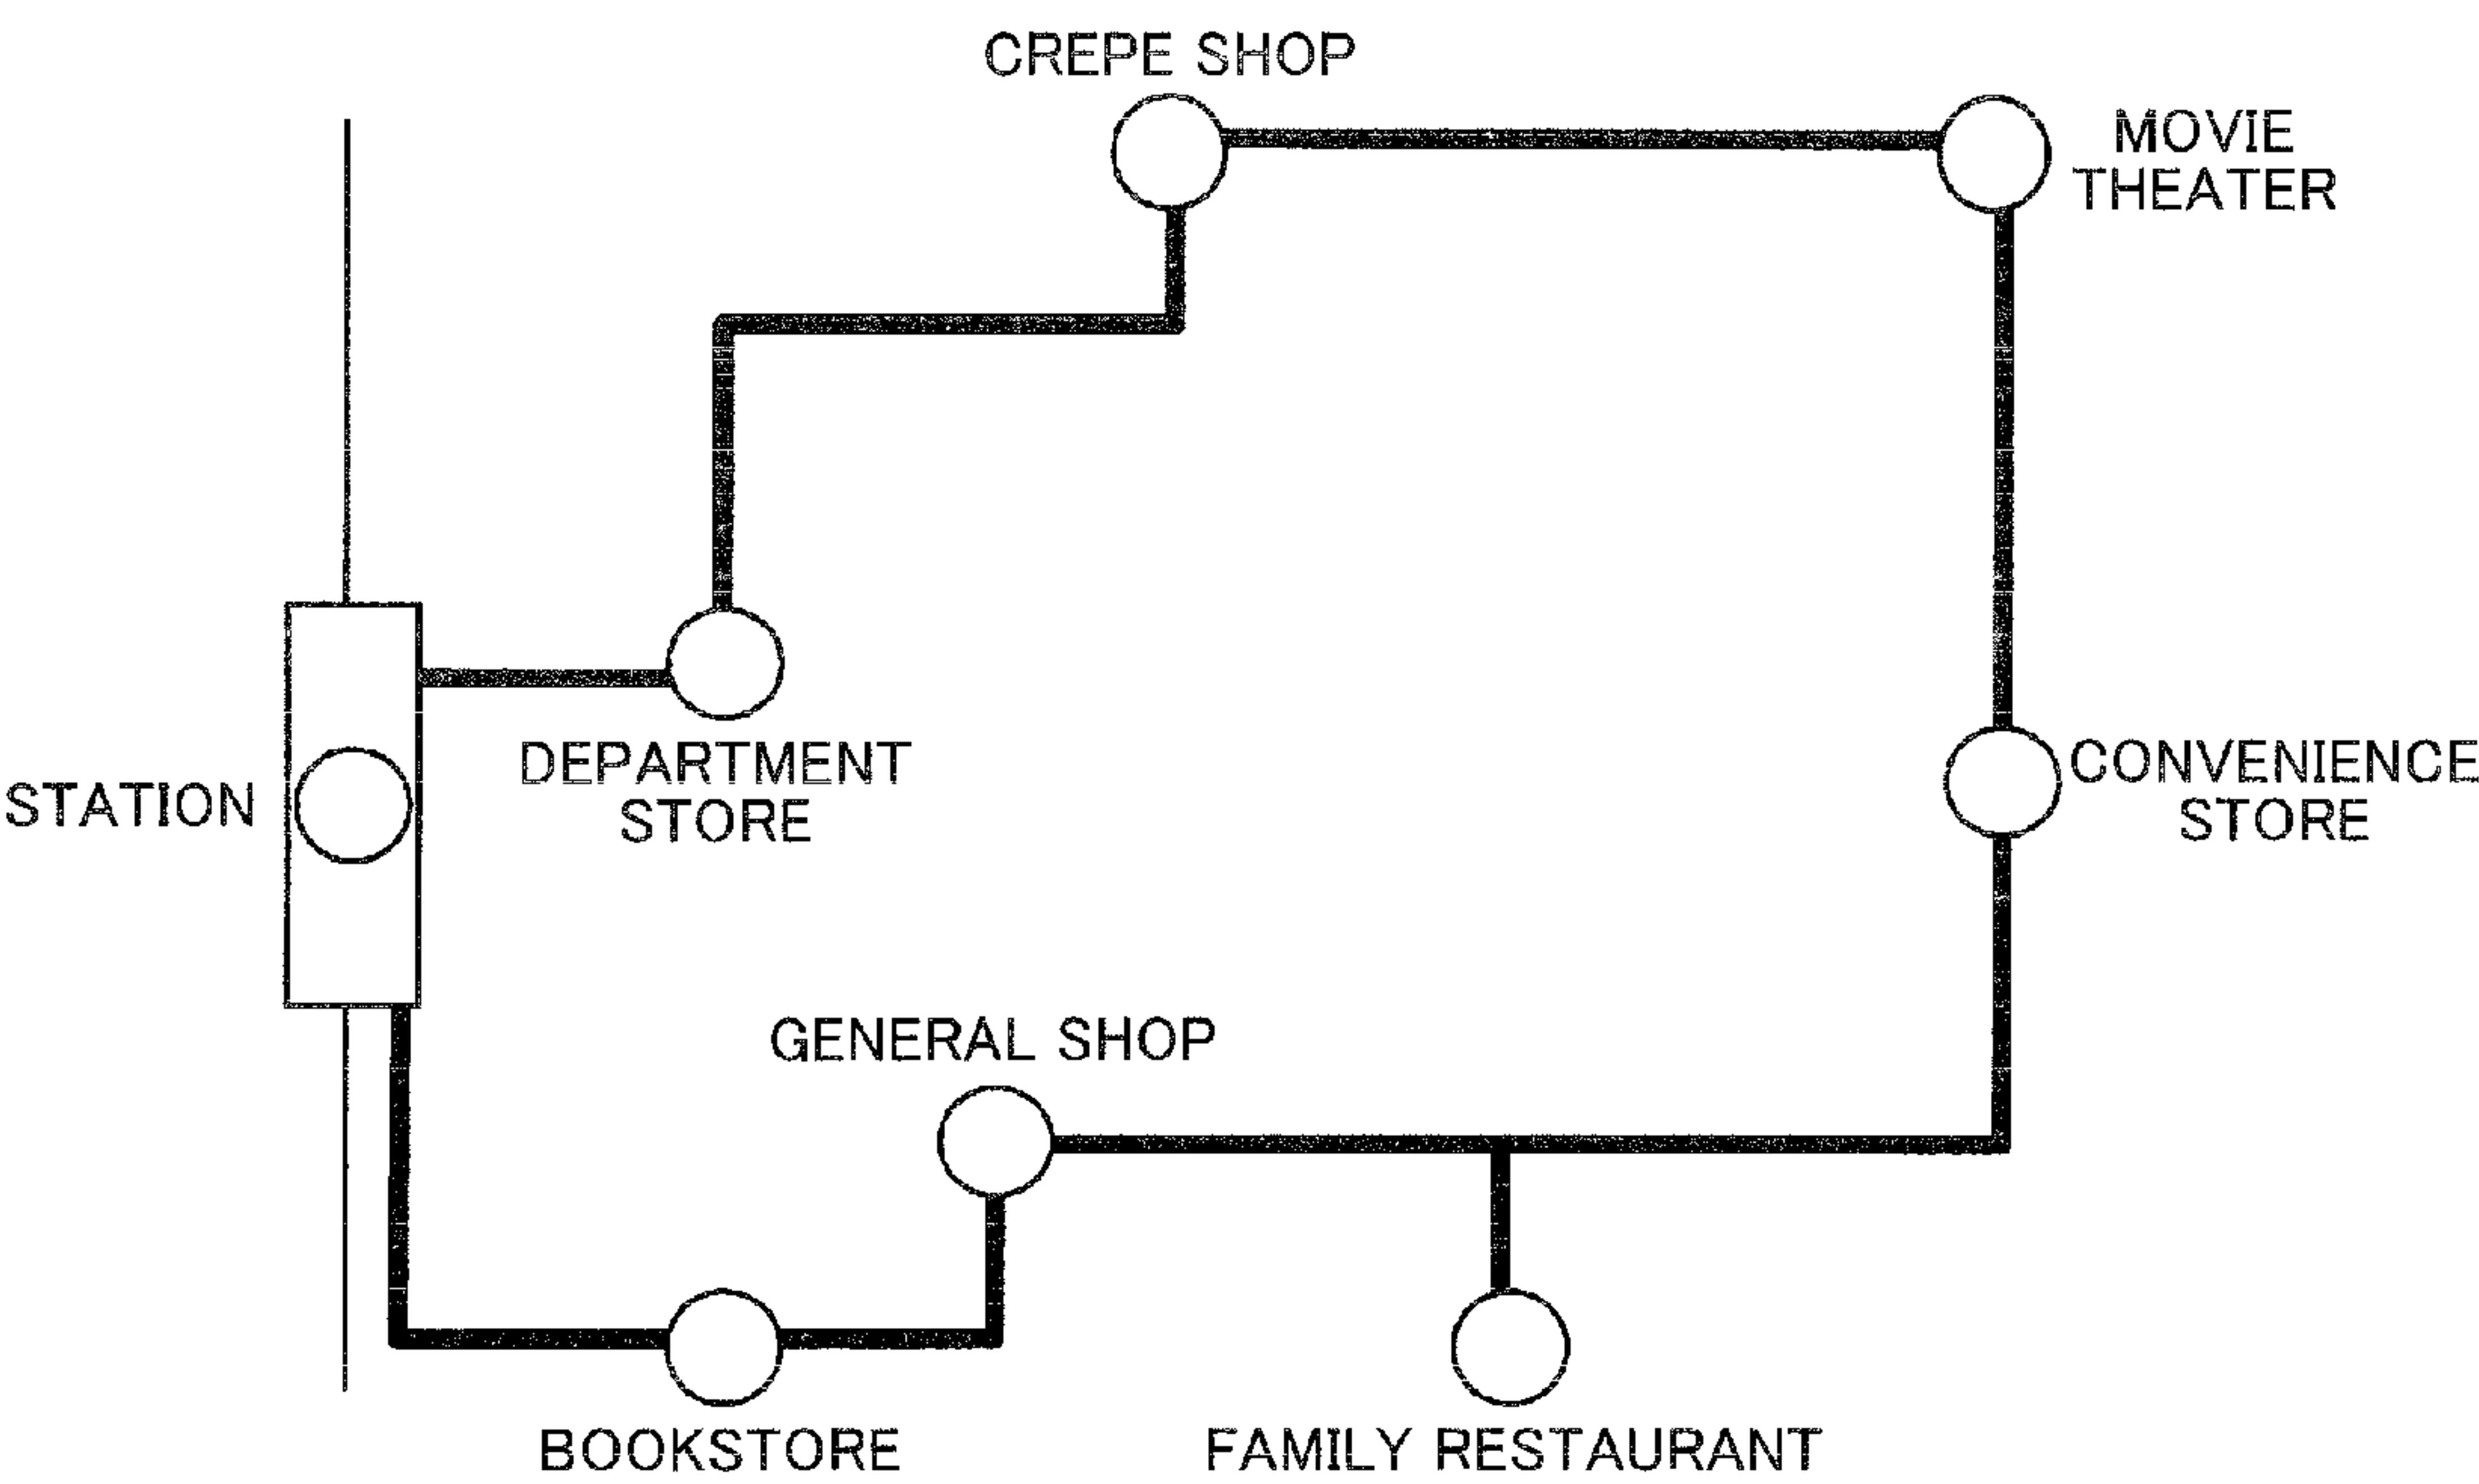 CREPE SHOP
MOVIE
THEATER
STATION
DEPARTMENT
STORE
CONVENIENCE
STORE
GENERAL SHOP
BOOKSTORE
FAMILY RESTAURANT